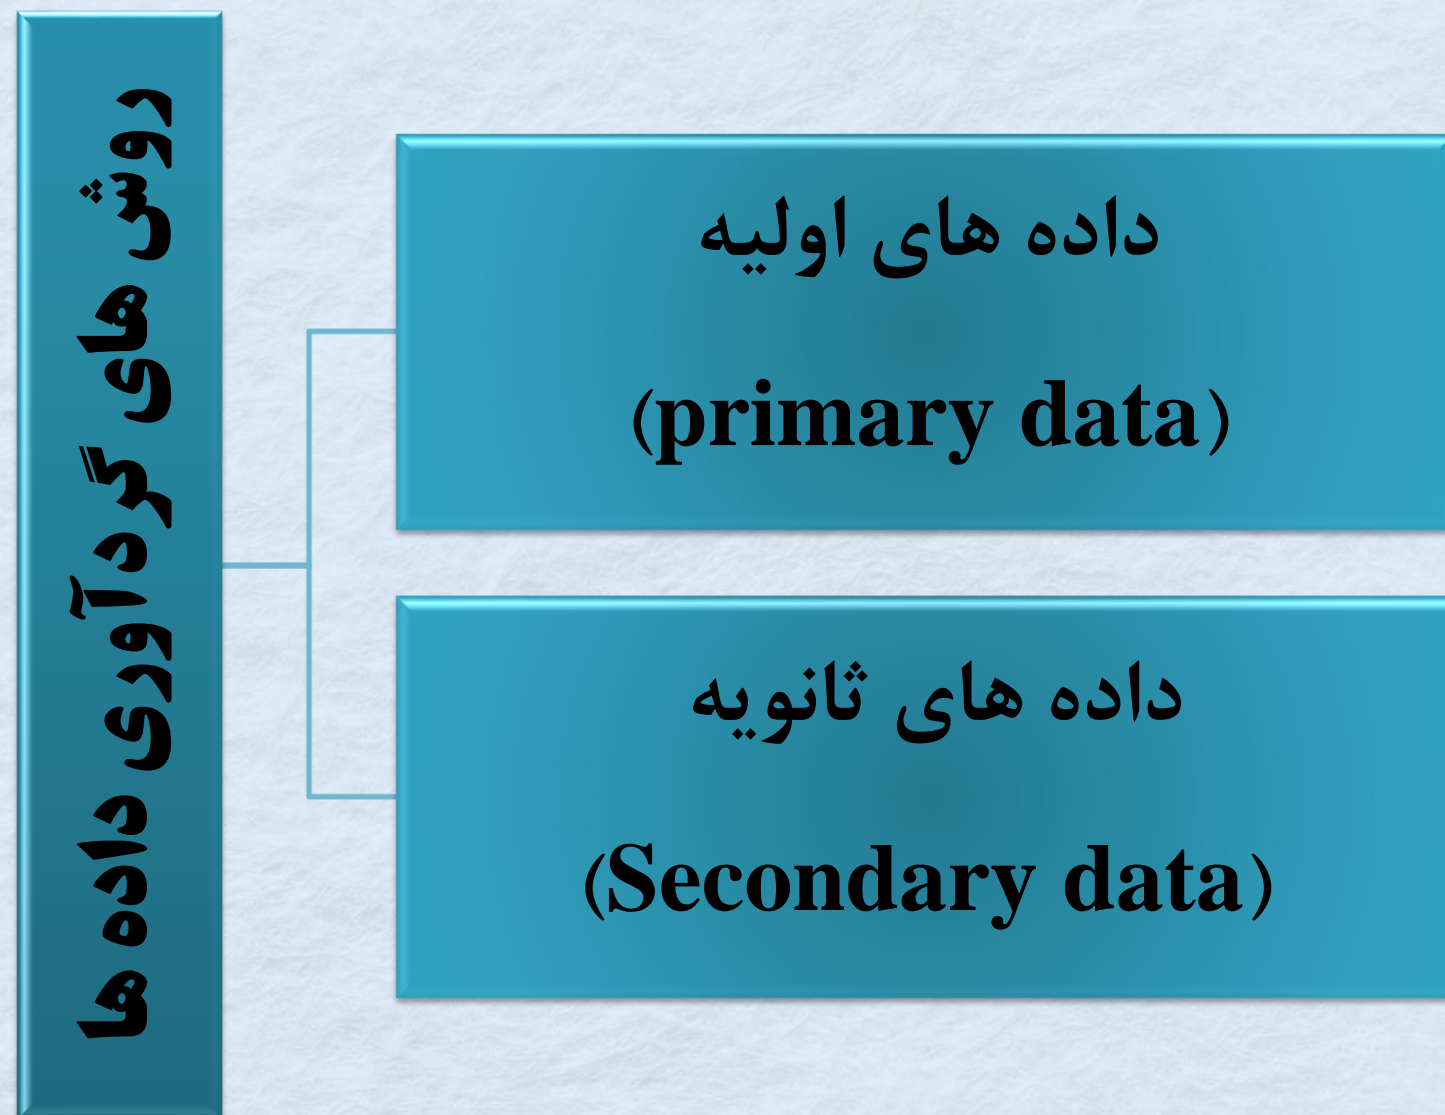 روش های گردآوری داده ها
داده های اولیه
(primary data)
داده های ثانویه
(Secondary data)